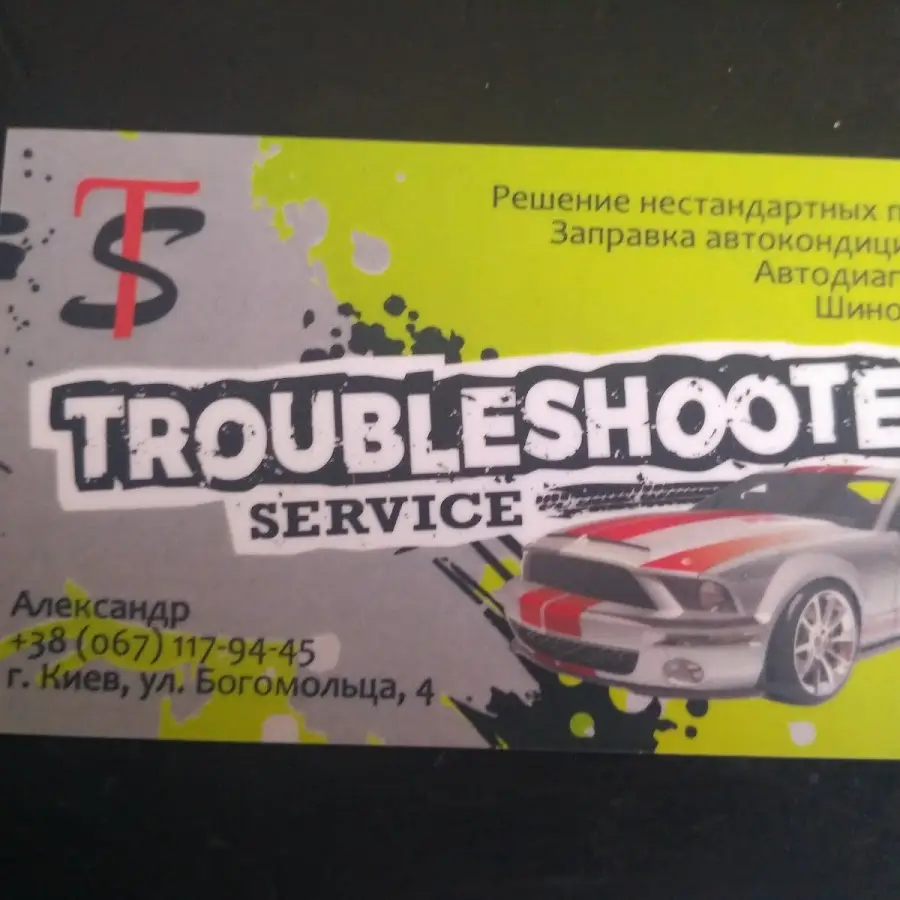 TS
Решение нестандартных п
Заправка автокондици
Автодиаг
Шино
TROUBLESHOOTE
SERVICE
Александр
+38 (067) 117-94-45
г. Киев, ул. Богомольца, 4